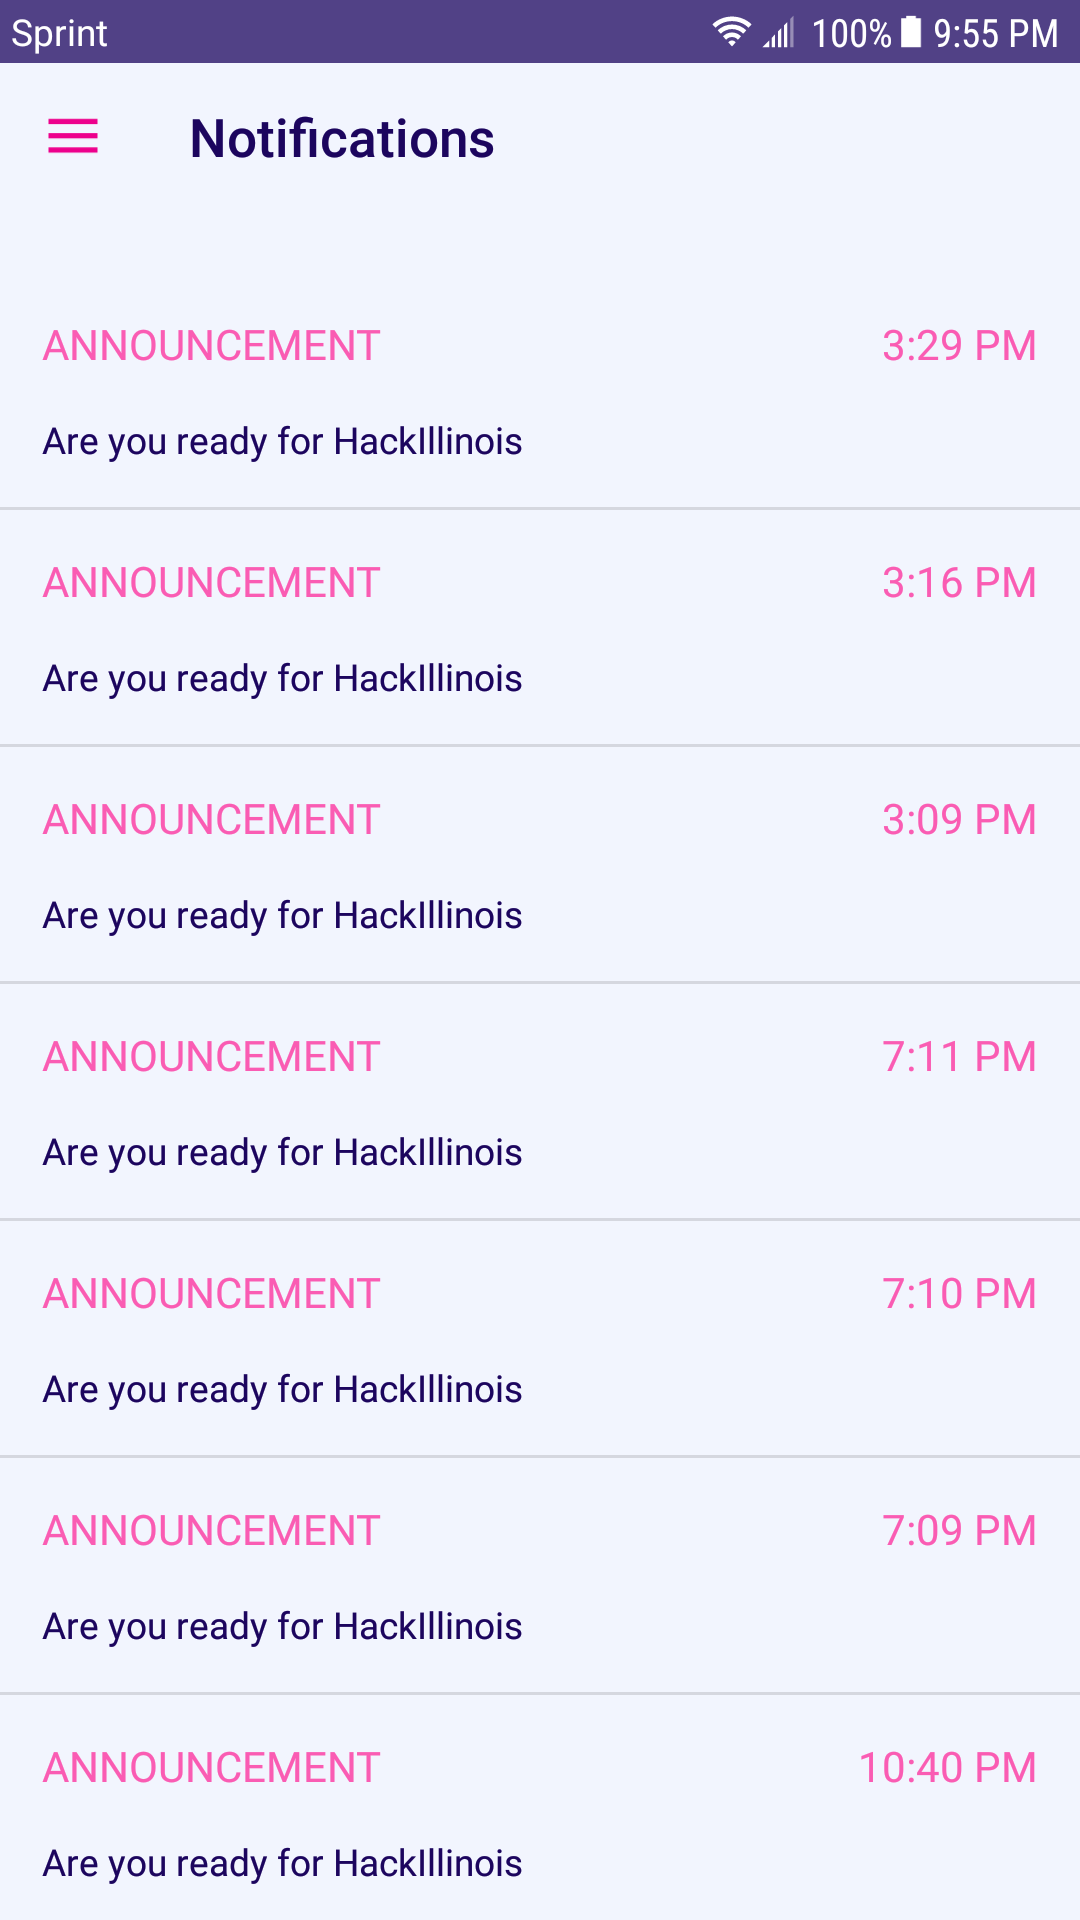 Sprint 100% 9:55 PM
Notifications
ANNOUNCEMENT 3:29 PM
Are you ready for HackIllinois
ANNOUNCEMENT 3:16 PM
Are you ready for HackIllinois
ANNOUNCEMENT 3:09 PM
Are you ready for HackIllinois
ANNOUNCEMENT 7:11 PM
Are you ready for HackIllinois
ANNOUNCEMENT 7:10 PM
Are you ready for HackIllinois
ANNOUNCEMENT 7:09 PM
Are you ready for HackIllinois
ANNOUNCEMENT 10:40 PM
Are you ready for HackIllinois